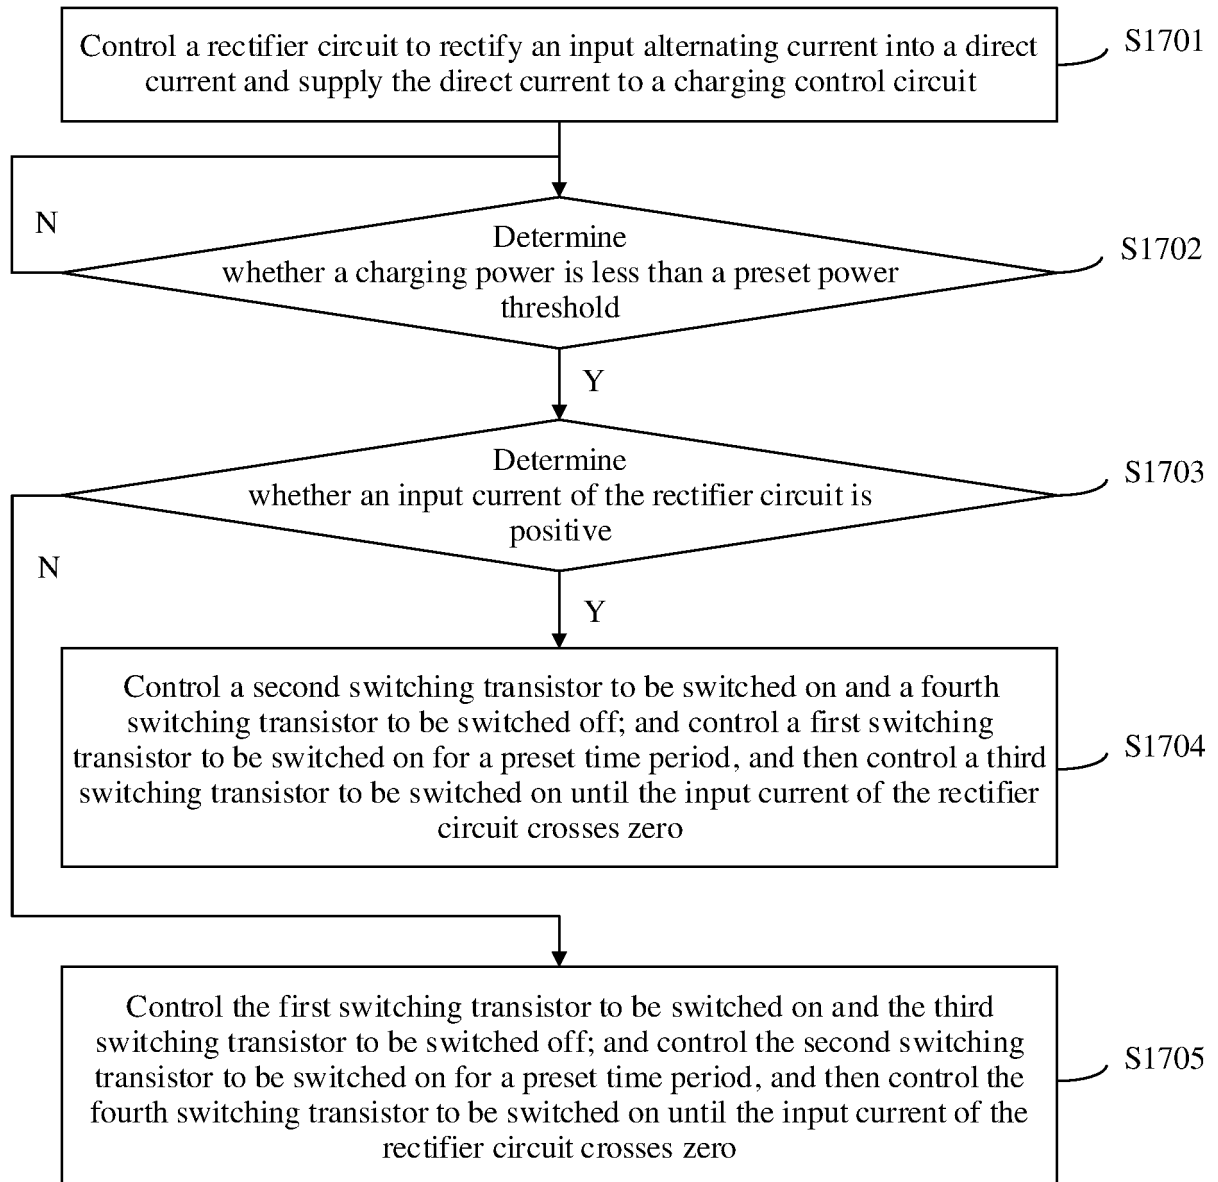 Control a rectifier circuit to rectify an input alternating current into a direct
current and supply the direct current to a charging control circuit
S1701
N
Determine
whether a charging power is less than a preset power
threshold
S1702
Y
Determine
whether an input current of the rectifier circuit is
positive
S1703
N
Y
Control a second switching transistor to be switched on and a fourth
switching transistor to be switched off; and control a first switching
transistor to be switched on for a preset time period, and then control a third
switching transistor to be switched on until the input current of the rectifier
circuit crosses zero
S1704
Control the first switching transistor to be switched on and the third
switching transistor to be switched off; and control the second switching
transistor to be switched on for a preset time period, and then control the
fourth switching transistor to be switched on until the input current of the
rectifier circuit crosses zero
S1705